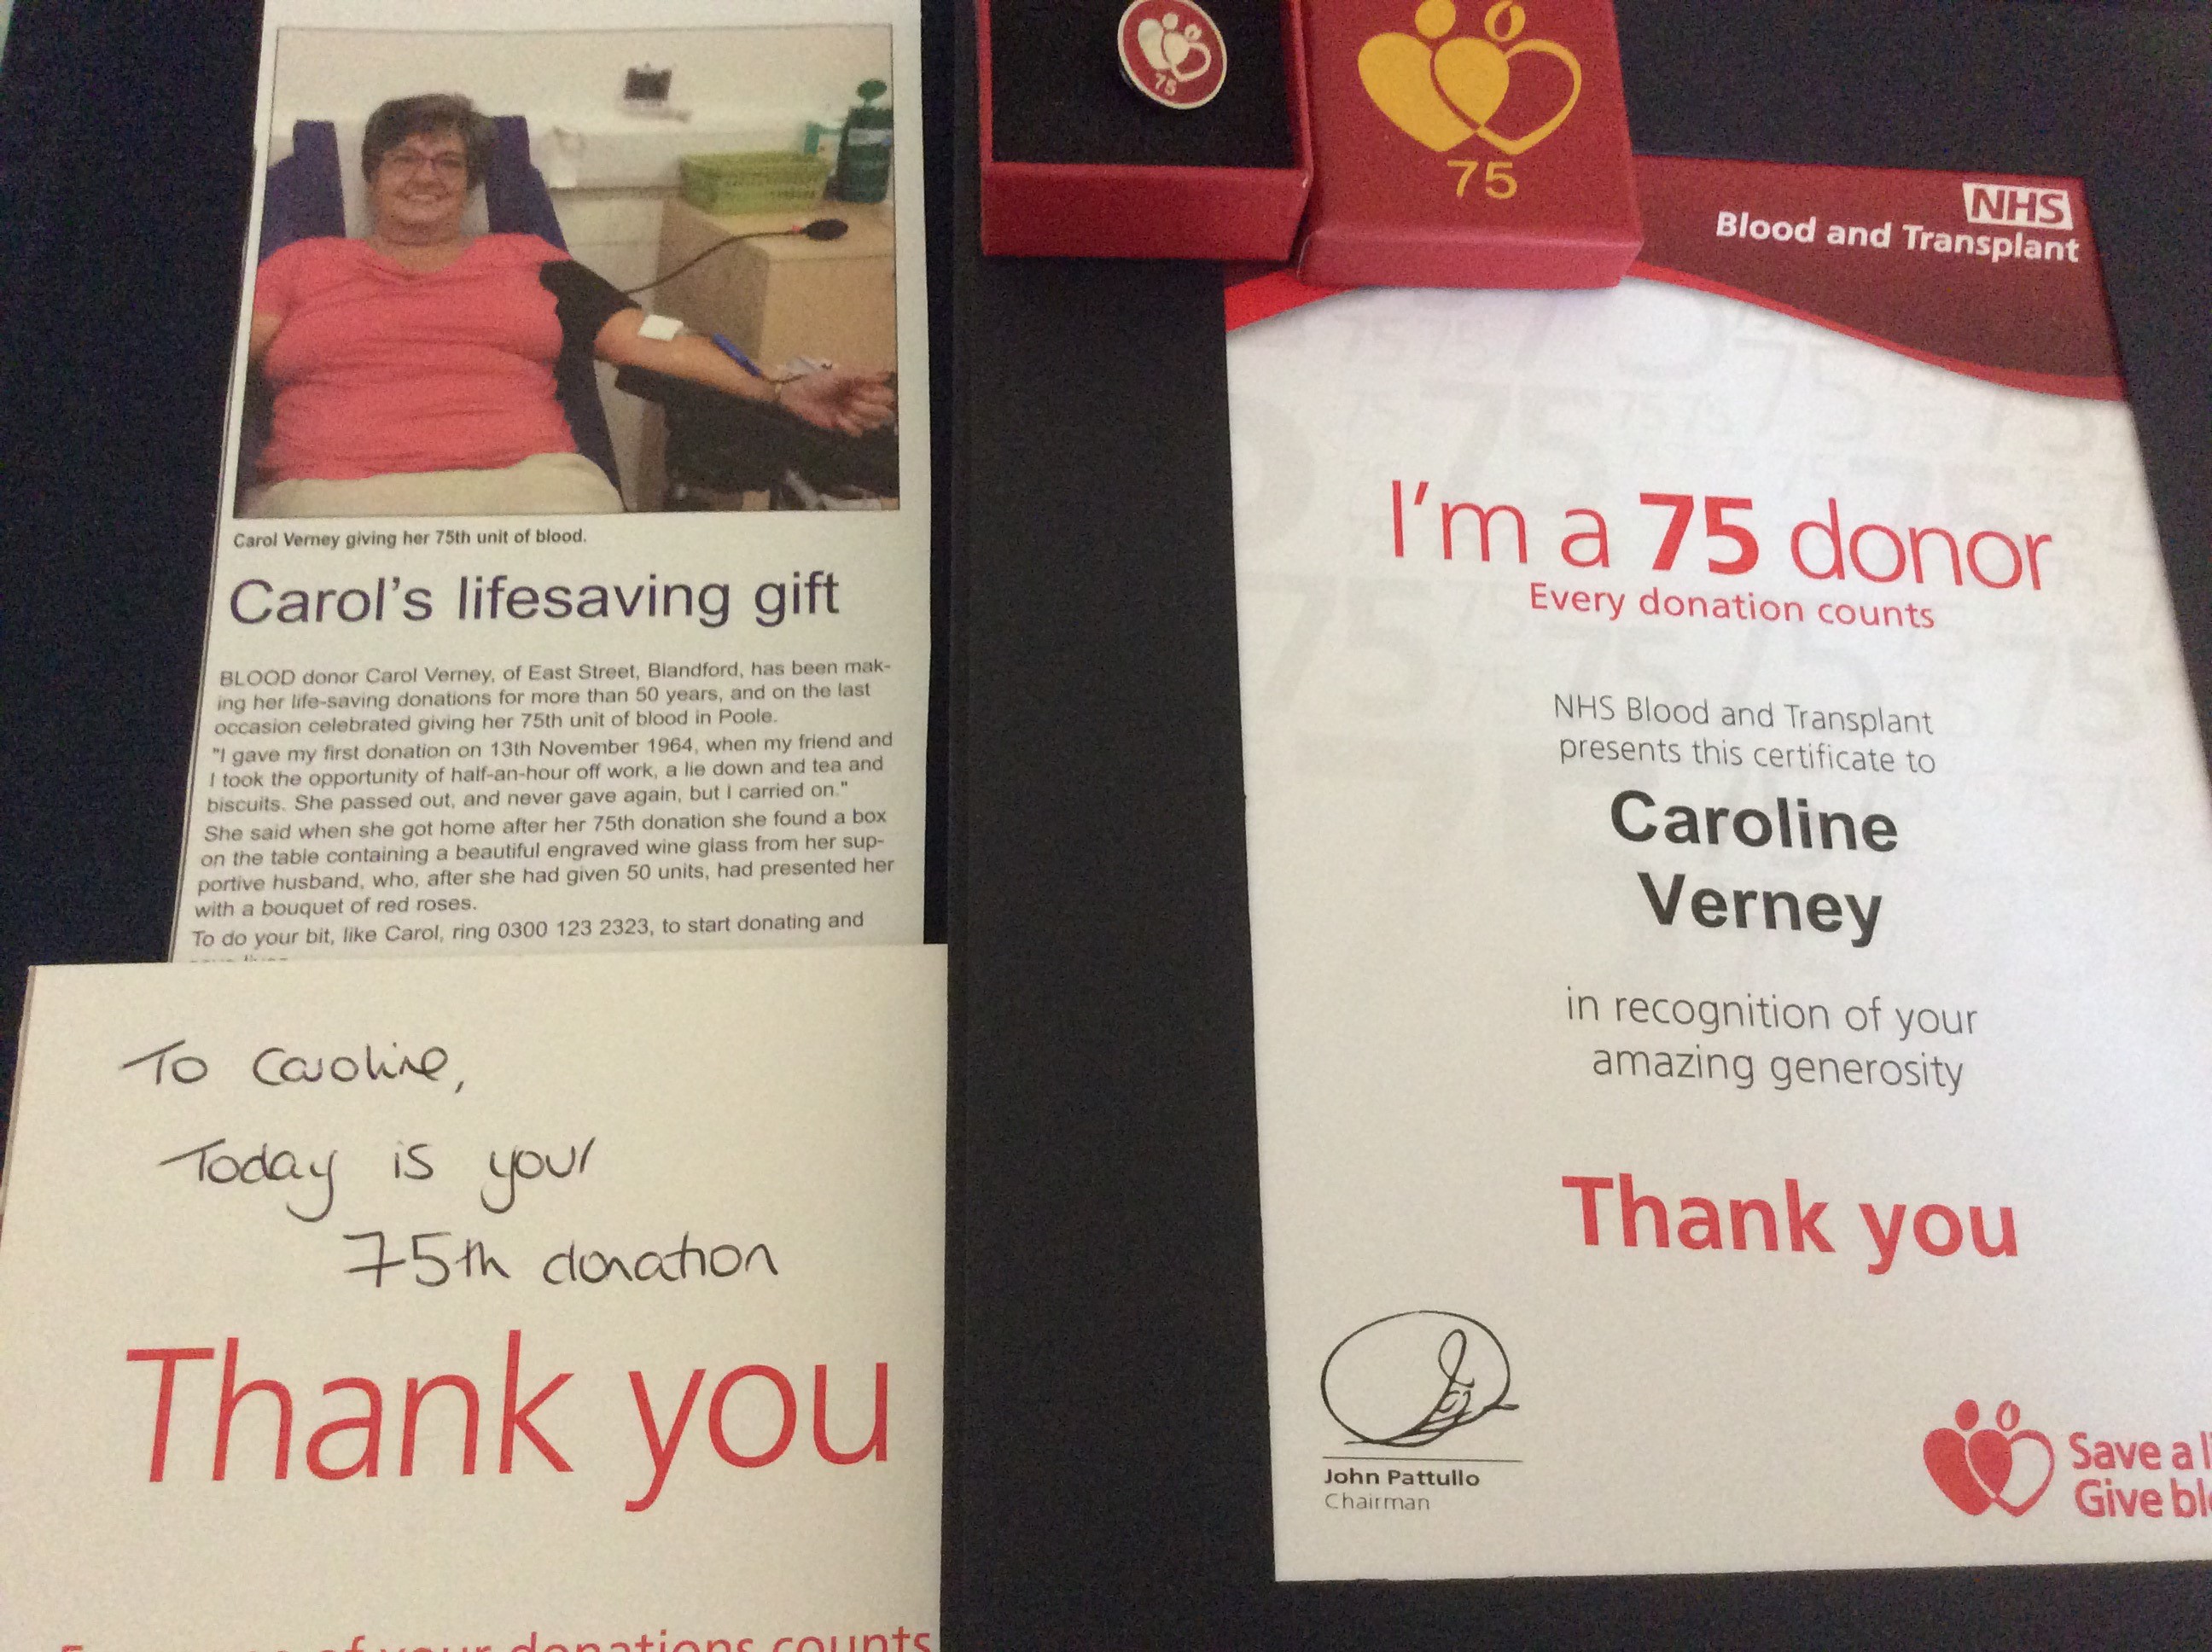 Carol Verney giving her 75th unit of blood.
Carol's lifesaving gift
BLOOD donor Carol Verney, of East Street, Blandford, has been mak-
ing her life-saving donations for more than 50 years, and on the last
occasion celebrated giving her 75th unit of blood in Poole.
"I gave my first donation on 13th November 1964, when my friend and
I took the opportunity of half-an-hour off work, a lie down and tea and
biscuits. She passed out, and never gave again, but I carried on."
She said when she got home after her 75th donation she found a box
on the table containing a beautiful engraved wine glass from her sup-
portive husband, who, after she had given 50 units, had presented her
with a bouquet of red roses.
To do your bit, like Carol, ring 0300 123 2323, to start donating and
To Caroline,
Today is your
75th donation
Thank you
of your donations counts
75
75
NHS
Blood and Transplant
I'm a 75 donor
Every donation counts
NHS Blood and Transplant
presents this certificate to
Caroline
Verney
in recognition of your
amazing generosity
Thank you
John Pattullo
Chairman
Save a
Give